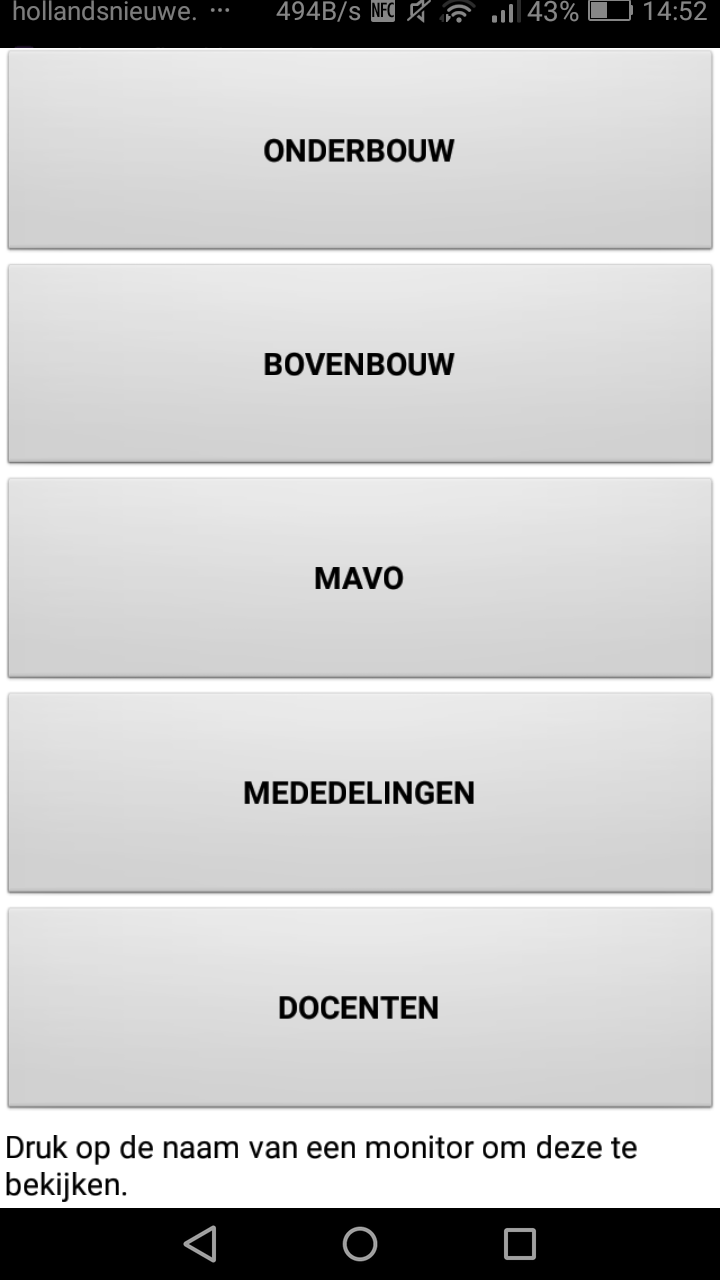 hollandsnieuwe. ... 494B/s NFC 43% 14:52
ONDERBOUW
BOVENBOUW
MAVO
MEDEDELINGEN
DOCENTEN
Druk op de naam van een monitor om deze te
bekijken.